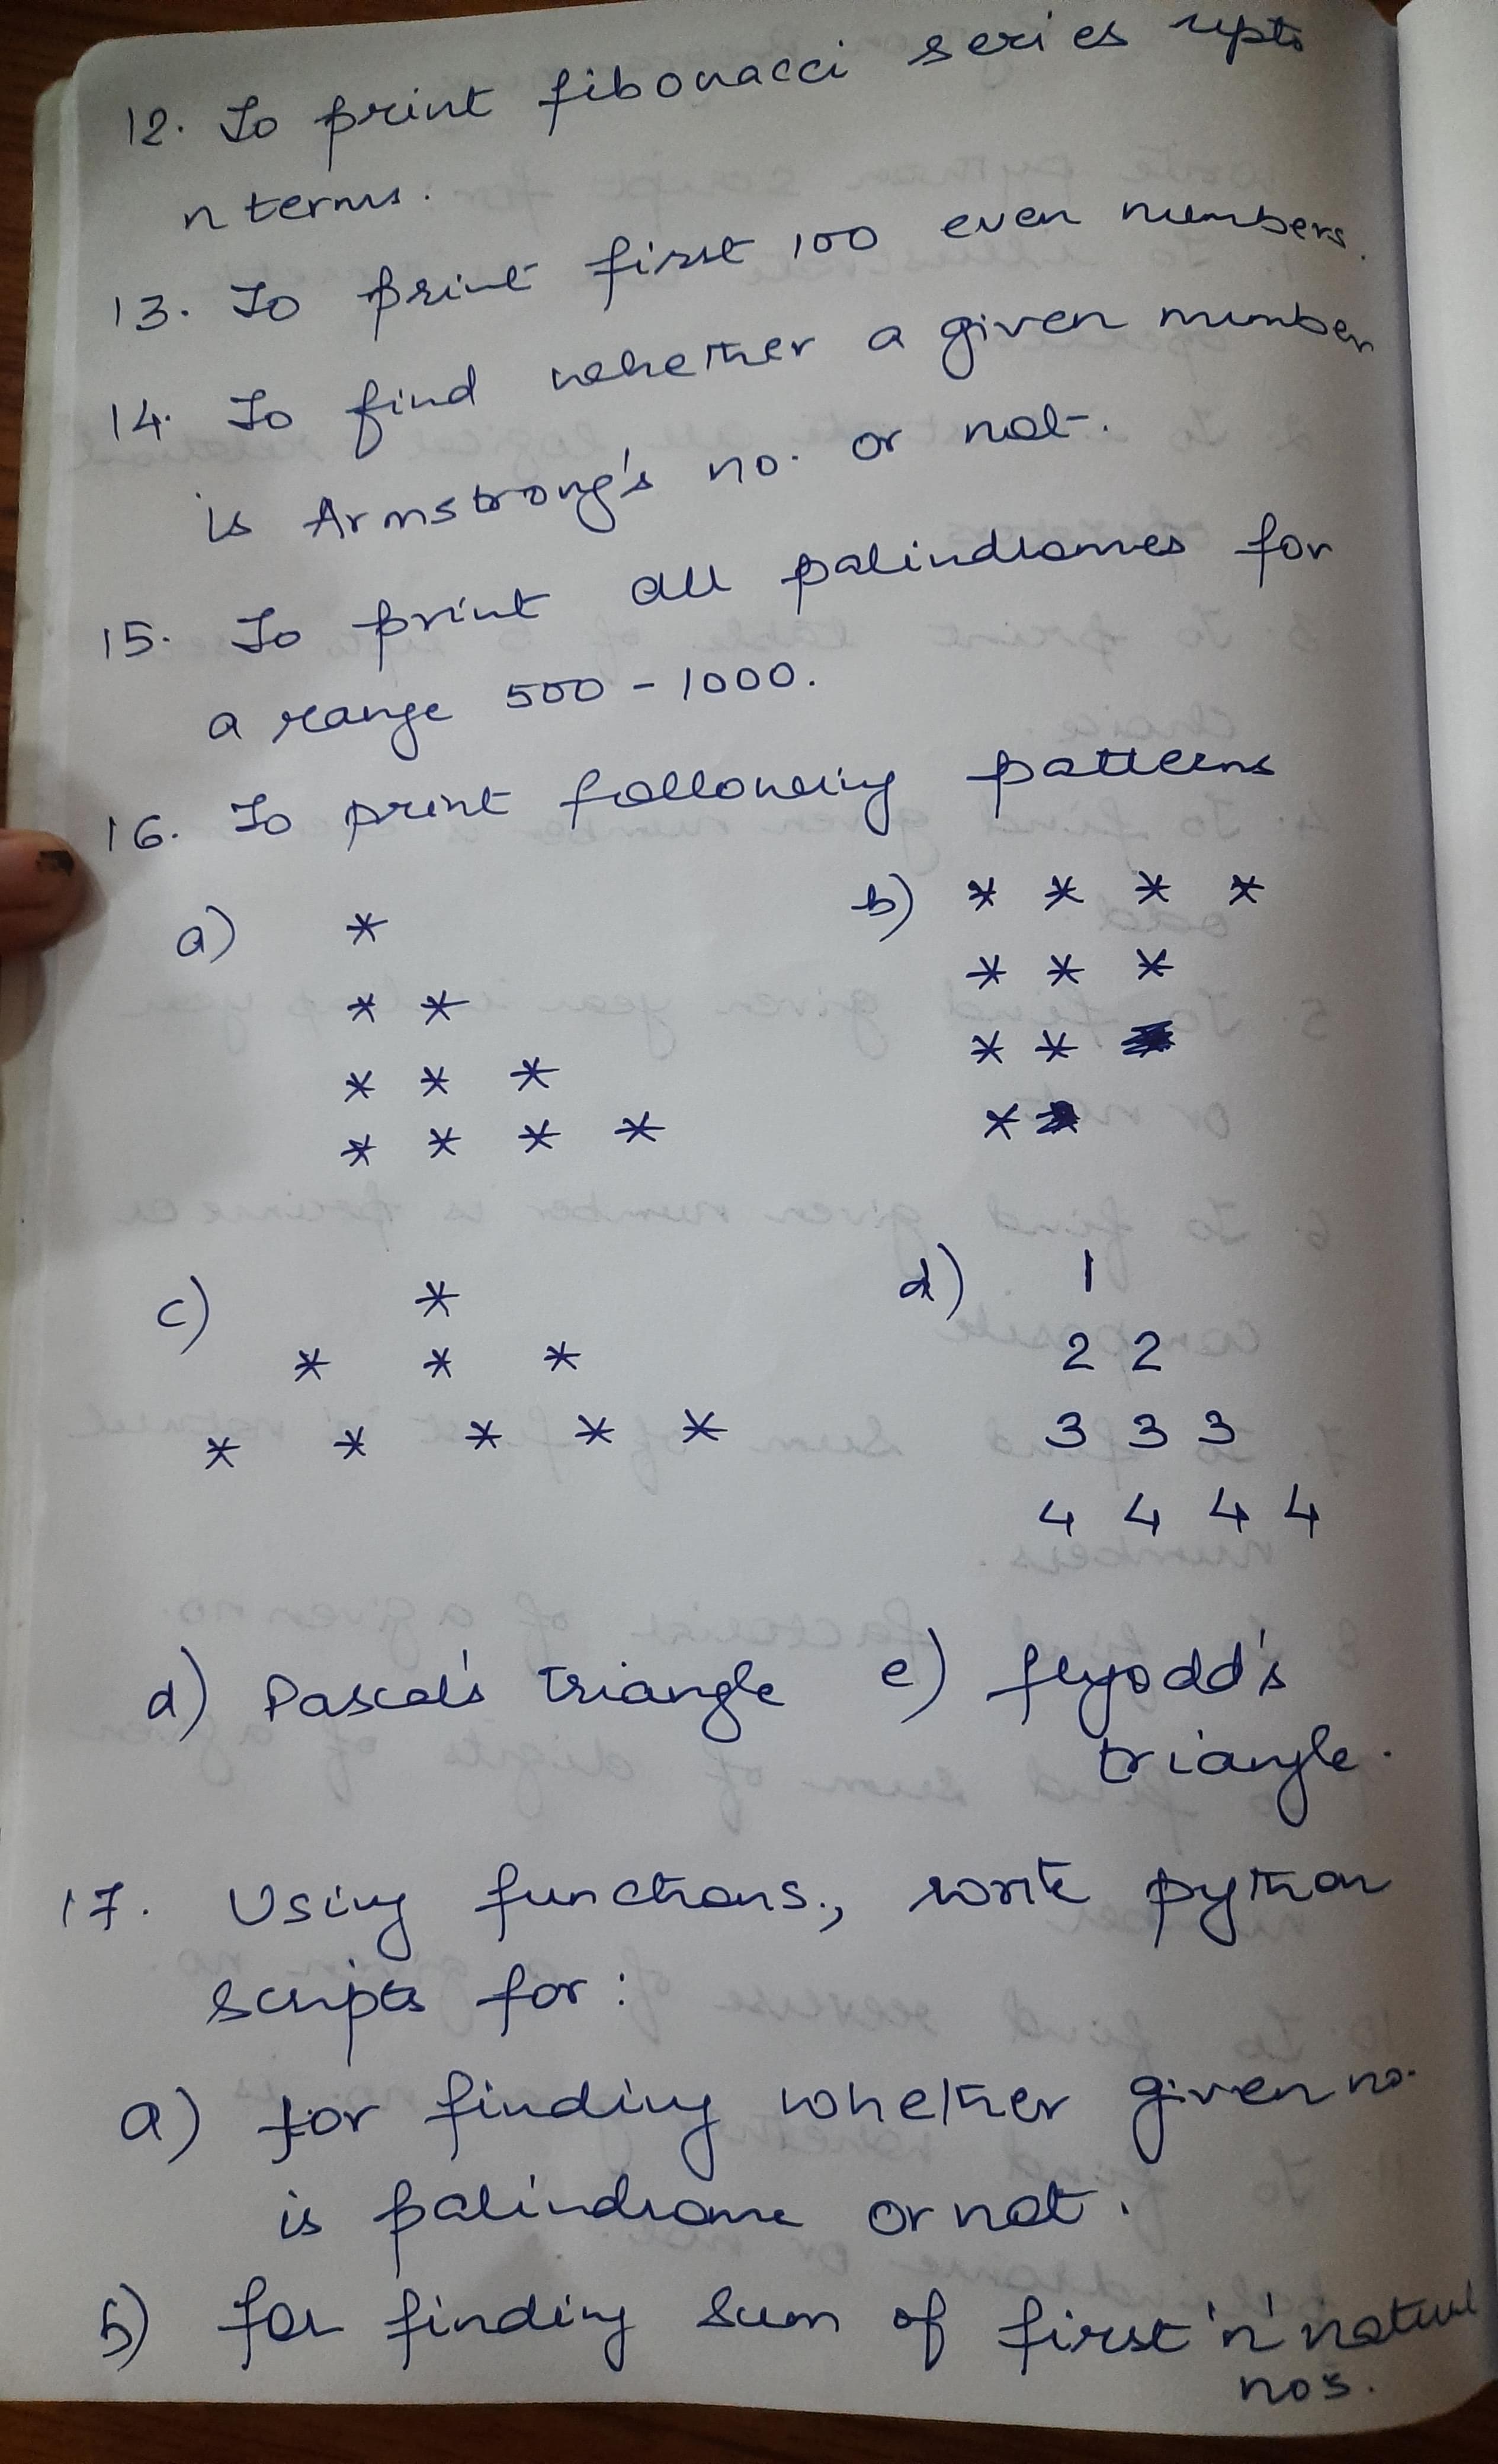 12. To print fibonacci series upto
n terms.
13. To print first 100 even numbers.
14. To find whether a given number
is Armstrong's no. or not.
15. To print all palindromes for
a range 500 - 1000.
16. To print following patterns
a) *
* *
* * *
* * * *
b) * * * *
* * *
* *
*
c) *
* * *
* * * * *
d) 1
2 2
3 3 3
4 4 4 4
d) Pascal's Triangle e) flyodd's
triangle.
17. Using functions., write python
scripts for :
a) for finding whether given no.
is palindrome or not.
b) for finding sum of first 'n' natural
nos.